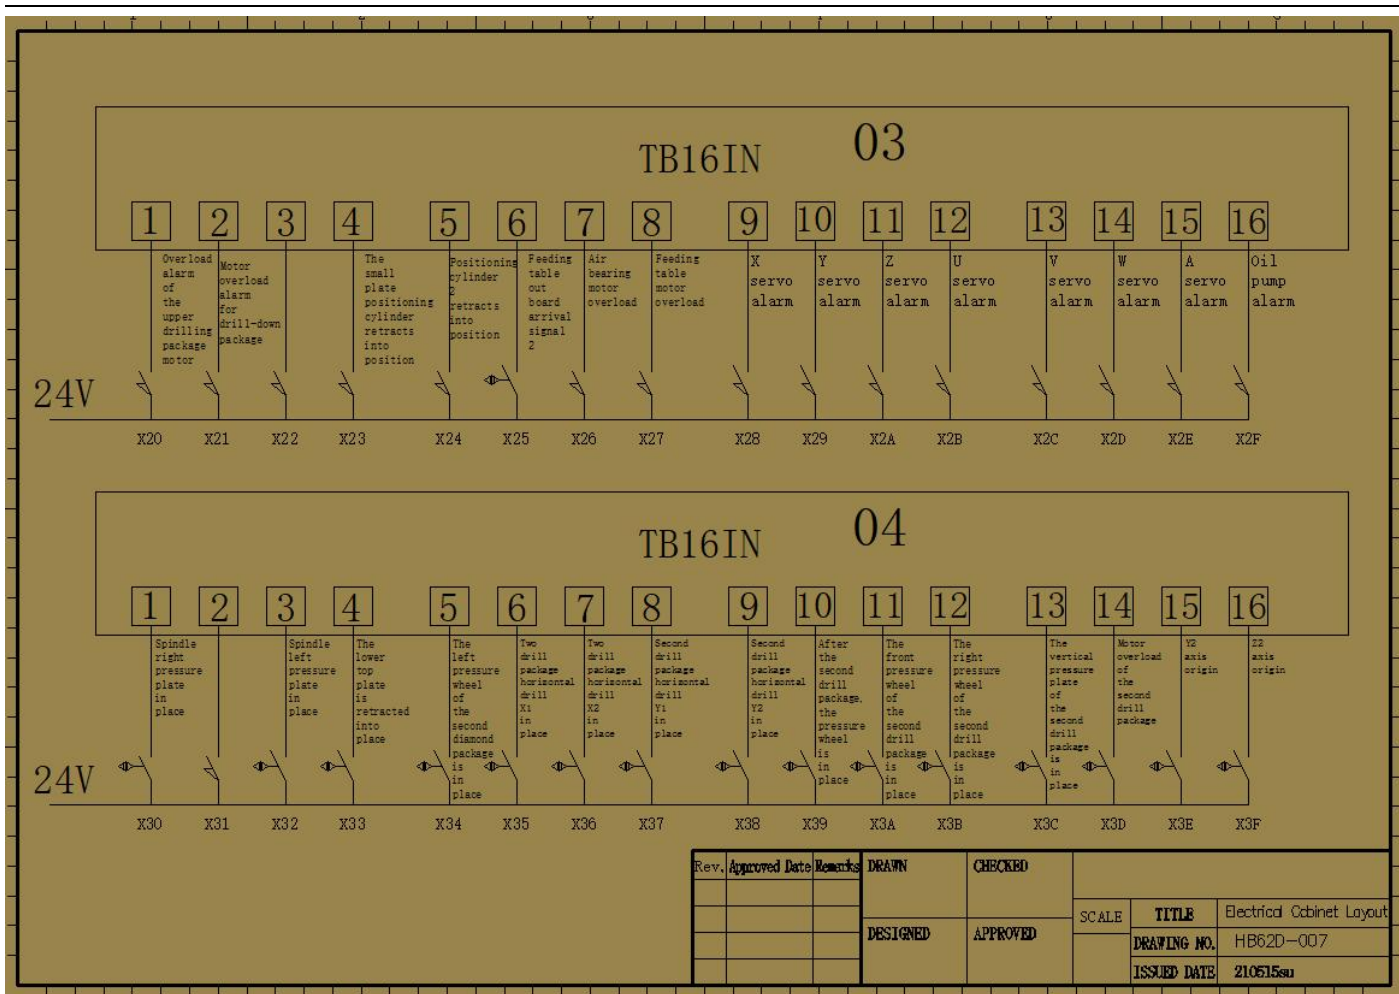 03
TB16IN
1 2 3 4 5 6 7 8 9 10 11 12 13 14 15 16
Overload
alarm
of
the
upper
drilling
package
motor
Motor
overload
alarm
for
drill-down
package
The
small
plate
positioning
cylinder
retracts
into
position
Positioning
cylinder
2
retracts
into
position
Feeding
table
out
board
arrival
signal
2
Air
bearing
motor
overload
Feeding
table
motor
overload
X
servo
alarm
Y
servo
alarm
Z
servo
alarm
U
servo
alarm
V
servo
alarm
W
servo
alarm
A
servo
alarm
Oil
pump
alarm
24V
X20 X21 X22 X23 X24 X25 X26 X27 X28 X29 X2A X2B X2C X2D X2E X2F
04
TB16IN
1 2 3 4 5 6 7 8 9 10 11 12 13 14 15 16
Spindle
right
pressure
plate
in
place
Spindle
left
pressure
plate
in
place
The
lower
top
plate
is
retracted
into
place
The
left
pressure
wheel
of
the
second
diamond
package
is
in
place
Two
drill
package
horizontal
drill
X1
in
place
Two
drill
package
horizontal
drill
X2
in
place
Second
drill
package
horizontal
drill
Y1
in
place
Second
drill
package
horizontal
drill
Y2
in
place
After
the
second
drill
package,
the
pressure
wheel
is
in
place
The
front
pressure
wheel
of
the
second
drill
package
is
in
place
The
right
pressure
wheel
of
the
second
drill
package
is
in
place
The
vertical
pressure
plate
of
the
second
drill
package
is
in
place
Motor
overload
of
the
second
drill
package
Y2
axis
origin
Z2
axis
origin
24V
X30 X31 X32 X33 X34 X35 X36 X37 X38 X39 X3A X3B X3C X3D X3E X3F
Rev. Approved Date Remarks DRAWN CHECKED
SCALE TITLE Electrical Cabinet Layout
DESIGNED APPROVED
DRAWING NO. HB62D-007
ISSUED DATE 210515su